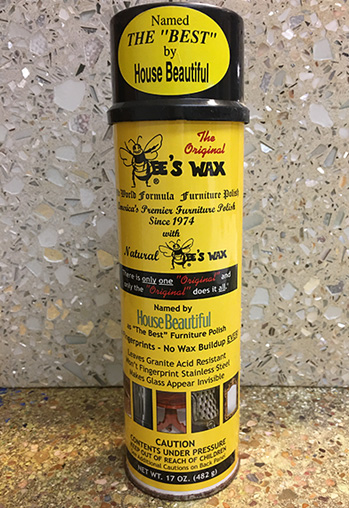 Named
THE "BEST"
by
House Beautiful
The
Original
BEE'S WAX
®
World Formula Furniture Polish
America's Premier Furniture Polish
Since 1974
with
Natural BEE'S WAX
®
"There is only one "Original" and
only the "Original" does it all."
Named by
House Beautiful
as "The Best" Furniture Polish
Fingerprints - No Wax Buildup EVER
Leaves Granite Acid Resistant
Won't Fingerprint Stainless Steel
Makes Glass Appear Invisible
CAUTION
CONTENTS UNDER PRESSURE
KEEP OUT OF REACH OF CHILDREN
Additional Cautions on Back Panel
NET WT. 17 OZ. (482 g)